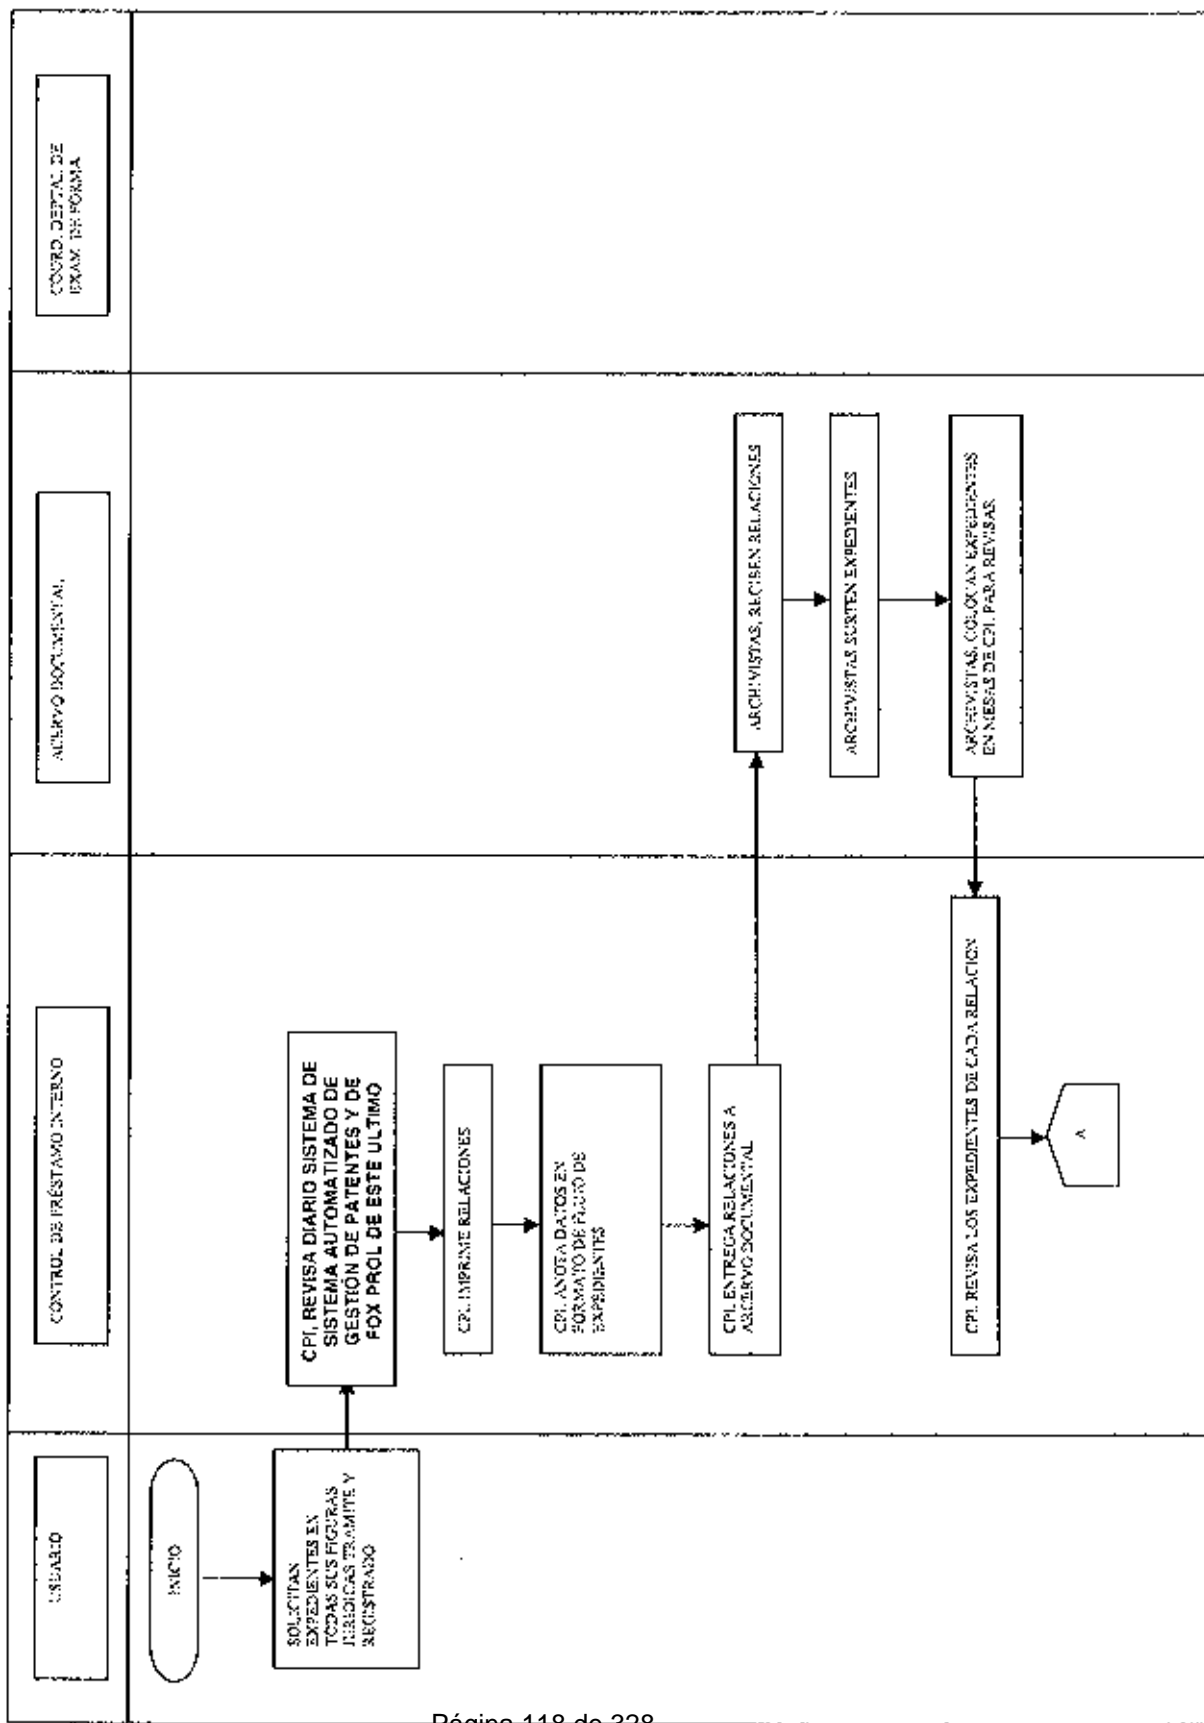 USUARIO
CONTROL DE PRÉSTAMO INTERNO
ACERVO DOCUMENTAL
COORD. DEPTAL DE
EXAM. DE FORMA
INICIO
SOLICITAN
EXPEDIENTES EN
TODAS SUS FIGURAS
JURIDICAS TRAMITE Y
REGISTRADO
CPI, REVISA DIARIO SISTEMA DE
SISTEMA AUTOMATIZADO DE
GESTIÓN DE PATENTES Y DE
FOX PROL DE ESTE ULTIMO
CPI, IMPRIME RELACIONES
CPI, ANOTA DATOS EN
FORMATO DE FLUJO DE
EXPEDIENTES
CPI, ENTREGA RELACIONES A
ARCERVO DOCUMENTAL
ARCHIVISTAS, RECIBEN RELACIONES
ARCHIVISTAS SURTEN EXPEDIENTES
ARCHIVISTAS, COLOCAN EXPEDIENTES
EN MESAS DE CPI, PARA REVISAR
CPI, REVISA LOS EXPEDIENTES DE CADA RELACION
A
Página 118 de 328